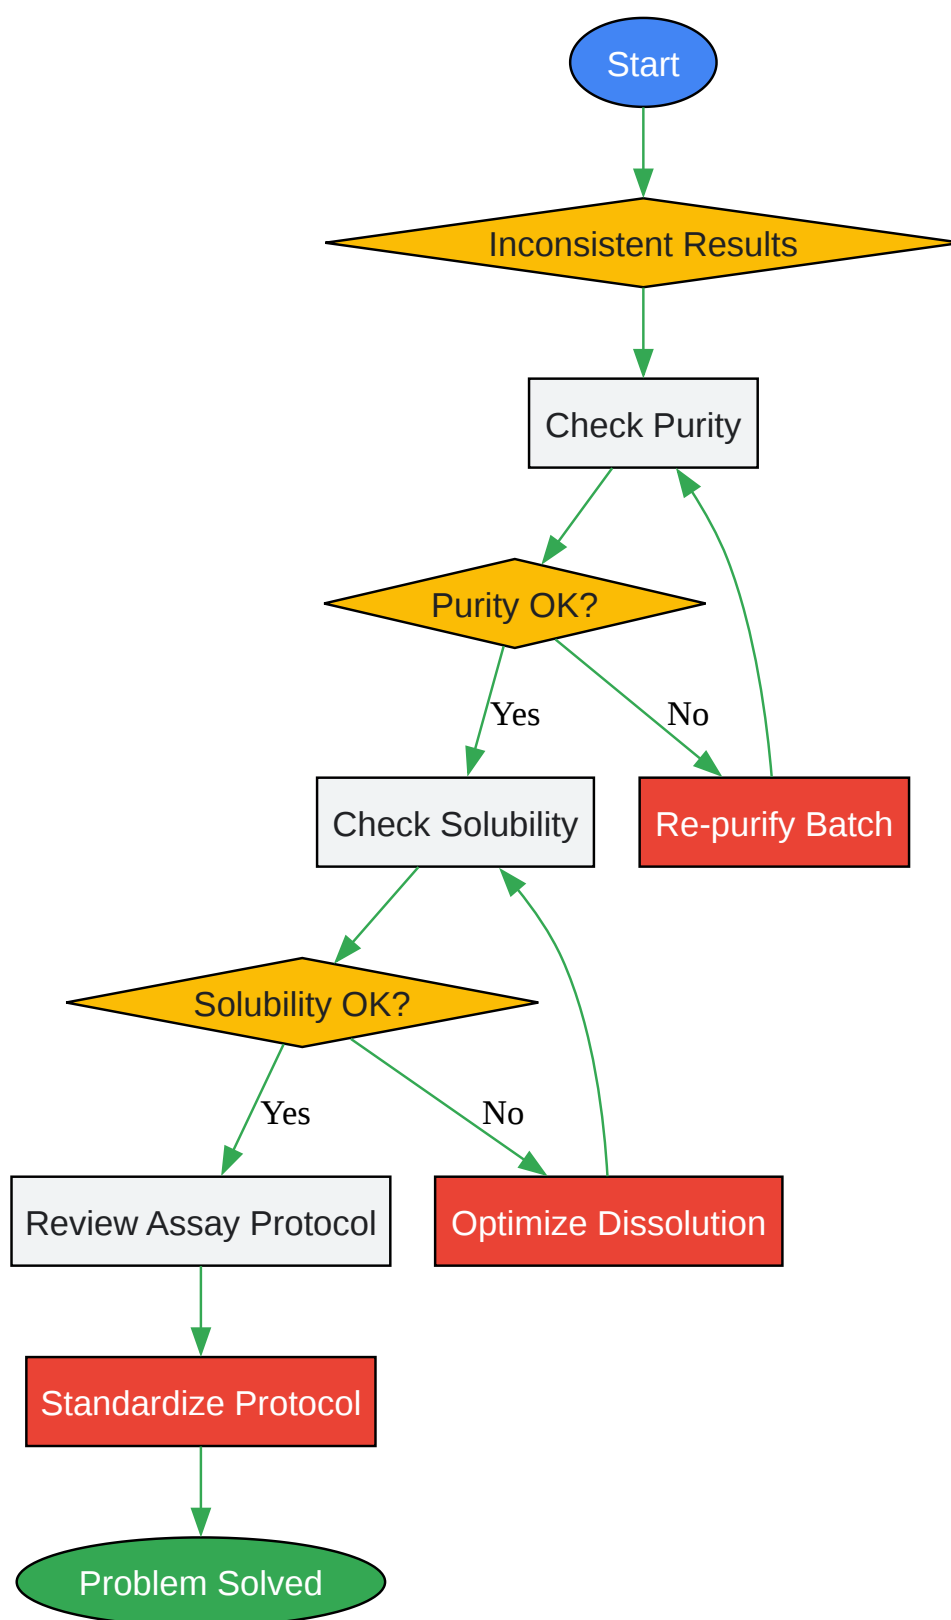 Start
Inconsistent Results
Check Purity
Purity OK?
Yes
No
Check Solubility
Re-purify Batch
Solubility OK?
Yes
No
Review Assay Protocol
Optimize Dissolution
Standardize Protocol
Problem Solved